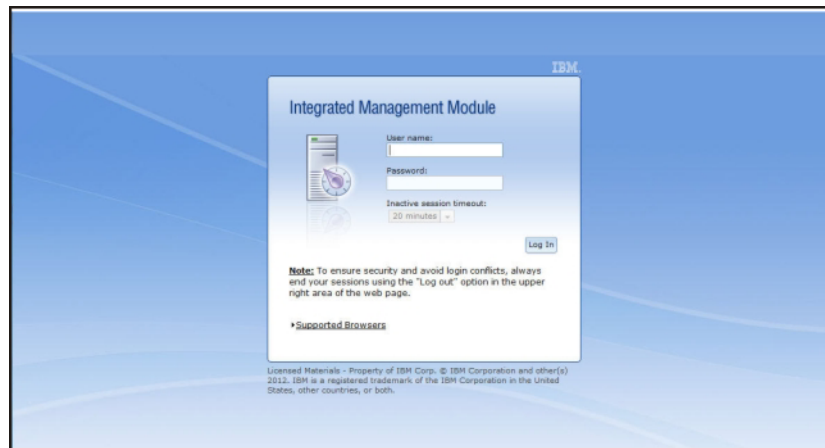 IBM.
Integrated Management Module
User name:
Password:
Inactive session timeout:
20 minutes
Log In
Note: To ensure security and avoid login conflicts, always
end your sessions using the "Log out" option in the upper
right area of the web page.
Supported Browsers
Licensed Materials - Property of IBM Corp. © IBM Corporation and other(s)
2012. IBM is a registered trademark of the IBM Corporation in the United
States, other countries, or both.